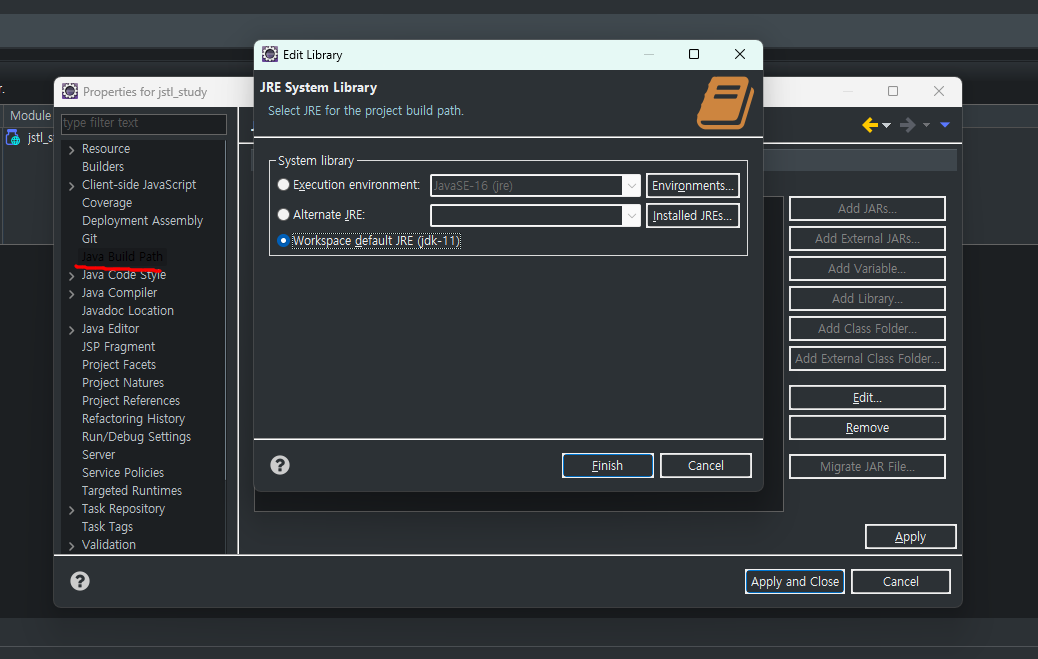 Edit Library
JRE System Library
Select JRE for the project build path.
System library
Execution environment:
JavaSE-16 (jre)
Environments...
Alternate JRE:
Installed JREs...
Workspace default JRE (jdk-11)
Finish
Cancel
Properties for jstl_study
type filter text
Resource
Builders
Client-side JavaScript
Coverage
Deployment Assembly
Git
Java Build Path
Java Code Style
Java Compiler
Javadoc Location
Java Editor
JSP Fragment
Project Facets
Project Natures
Project References
Refactoring History
Run/Debug Settings
Server
Service Policies
Targeted Runtimes
Task Repository
Task Tags
Validation
Add JARs...
Add External JARs...
Add Variable...
Add Library...
Add Class Folder...
Add External Class Folder...
Edit...
Remove
Migrate JAR File...
Apply
Apply and Close
Cancel
Module
jstl_s